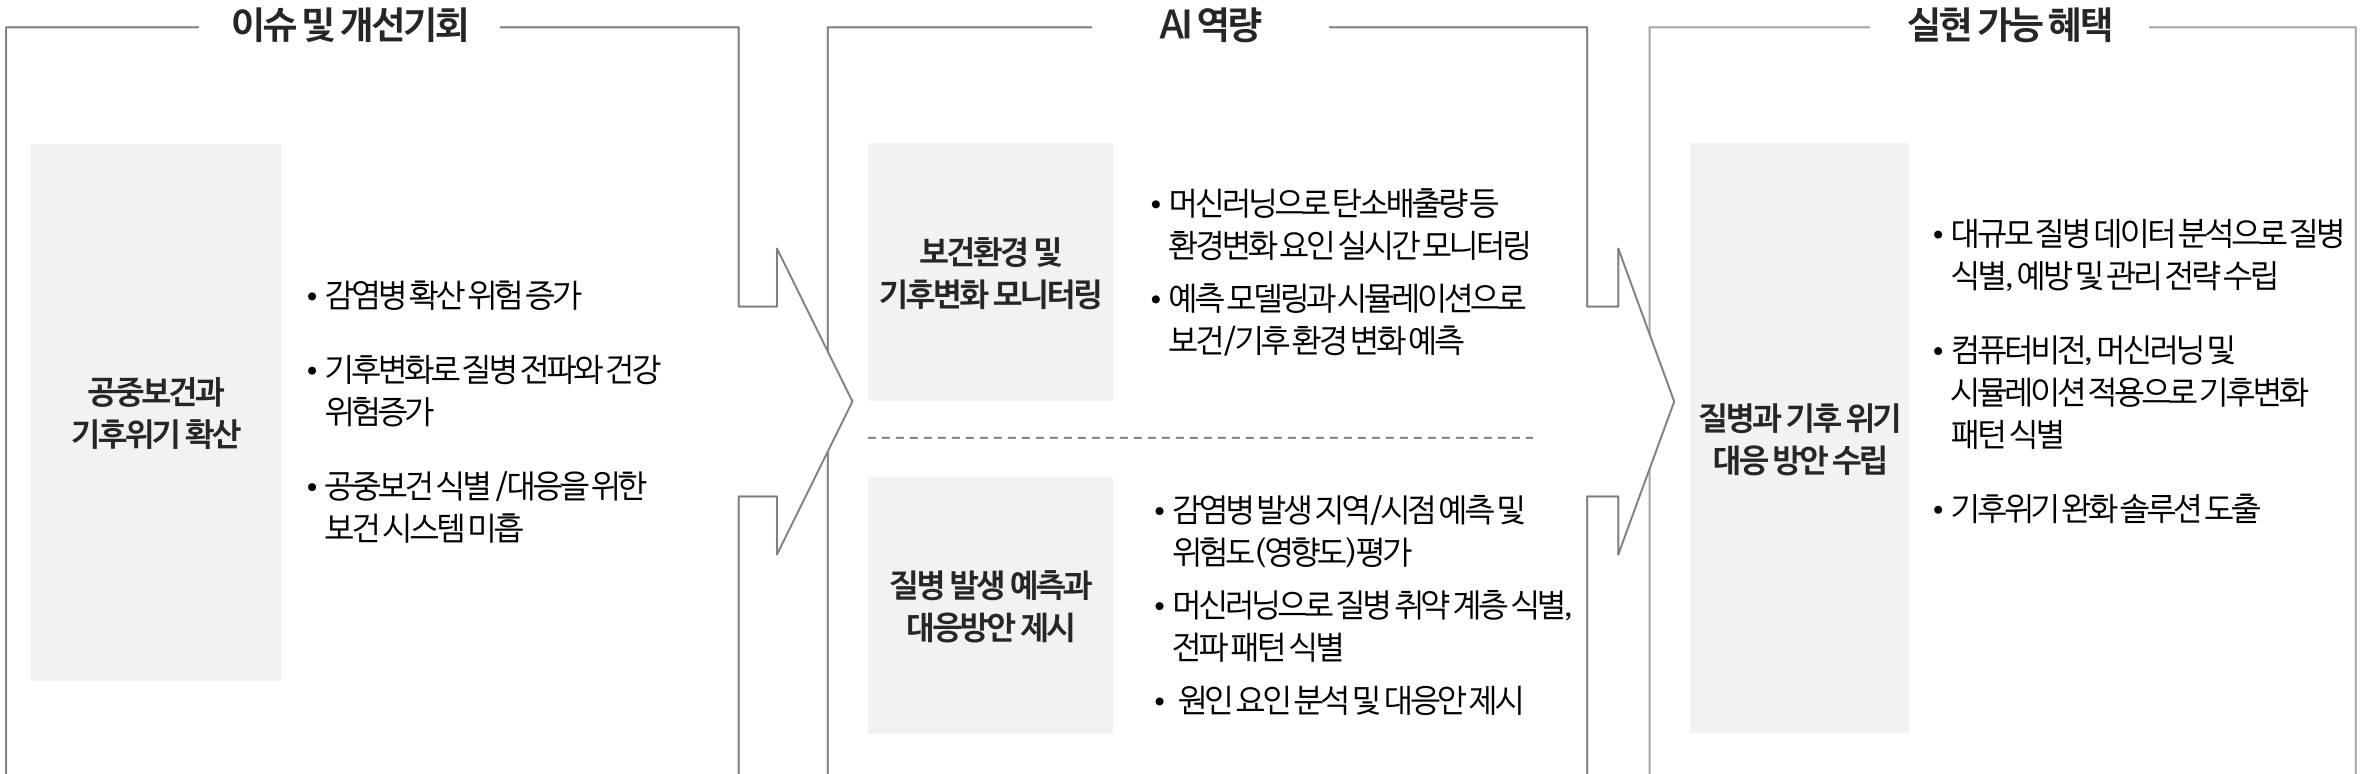 이슈 및 개선기회
공중보건과
기후위기 확산
• 감염병 확산 위험 증가
• 기후변화로 질병 전파와 건강
위험증가
• 공중보건 식별 /대응을 위한
보건 시스템 미흡
AI 역량
보건환경 및
기후변화 모니터링
• 머신러닝으로 탄소배출량 등
환경변화 요인 실시간 모니터링
• 예측 모델링과 시뮬레이션으로
보건/기후 환경 변화 예측
질병 발생 예측과
대응방안 제시
• 감염병 발생 지역/시점 예측 및
위험도(영향도)평가
• 머신러닝으로 질병 취약 계층 식별,
전파 패턴 식별
• 원인 요인 분석 및 대응안 제시
실현 가능 혜택
질병과 기후 위기
대응 방안 수립
• 대규모 질병 데이터 분석으로 질병
식별, 예방 및 관리 전략 수립
• 컴퓨터비전, 머신러닝 및
시뮬레이션 적용으로 기후변화
패턴 식별
• 기후위기 완화 솔루션 도출